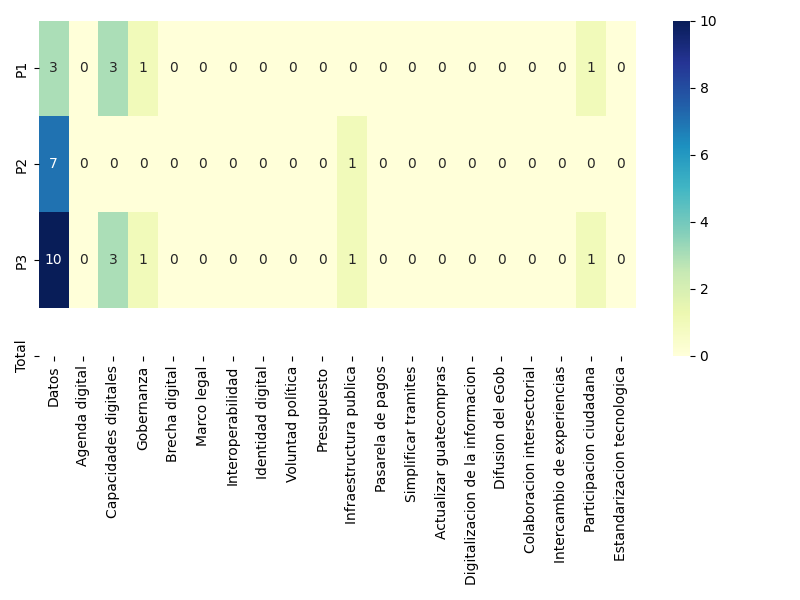 P1 3 0 3 1 0 0 0 0 0 0 0 0 0 0 0 0 0 0 1 0
P2 7 0 0 0 0 0 0 0 0 0 1 0 0 0 0 0 0 0 0 0
P3 10 0 3 1 0 0 0 0 0 0 1 0 0 0 0 0 0 0 1 0
Total
Datos
Agenda digital
Capacidades digitales
Gobernanza
Brecha digital
Marco legal
Interoperabilidad
Identidad digital
Voluntad politica
Presupuesto
Infraestructura publica
Pasarela de pagos
Simplificar tramites
Actualizar guatecompras
Digitalizacion de la informacion
Difusion del eGob
Colaboracion intersectorial
Intercambio de experiencias
Participacion ciudadana
Estandarizacion tecnologica
10
8
6
4
2
0